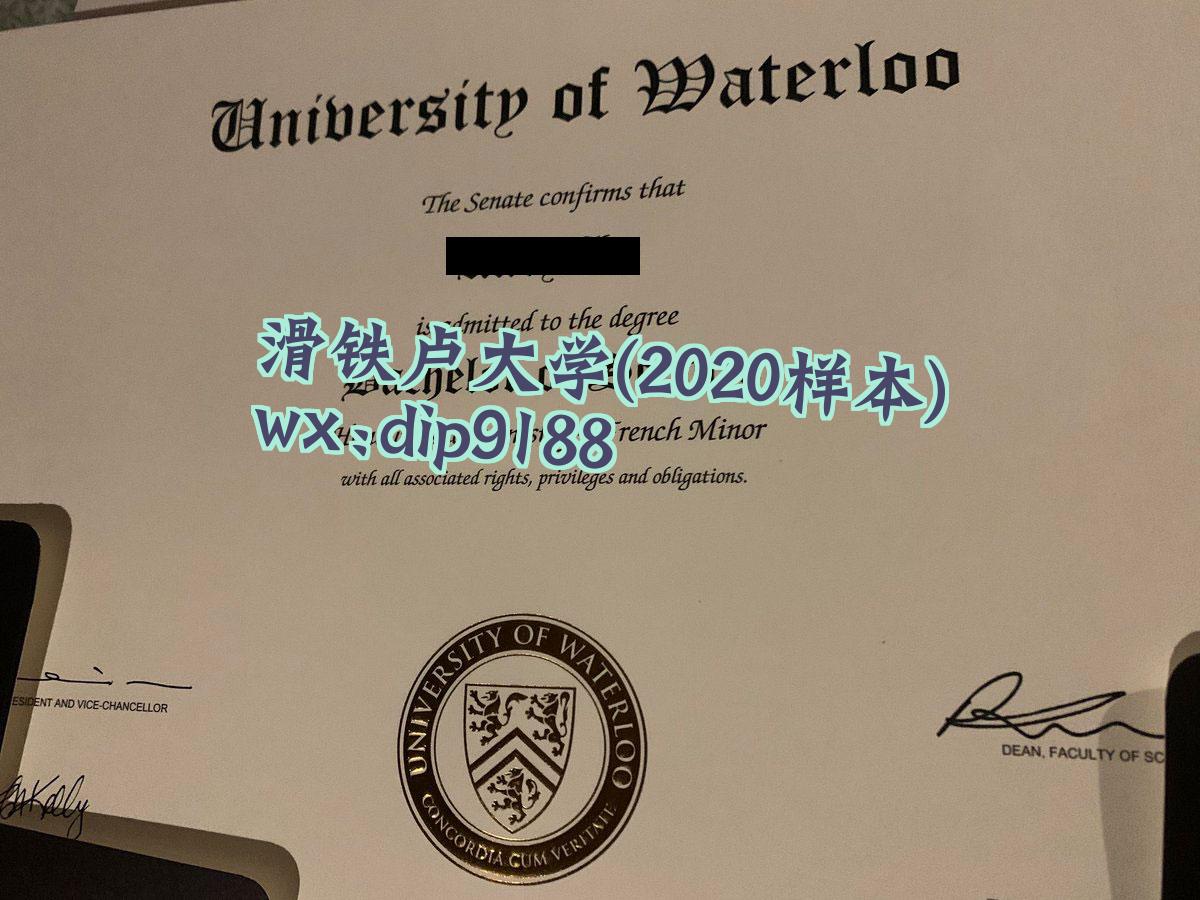 University of Waterloo
The Senate confirms that
is admitted to the degree
滑铁卢大学(2020样本)
Bachelor
wx:dip9188
French Minor
with all associated rights, privileges and obligations.
UNIVERSITY OF WATERLOO
CONCORDIA CUM VERITATE
ESIDENT AND VICE-CHANCELLOR
DEAN, FACULTY OF SC